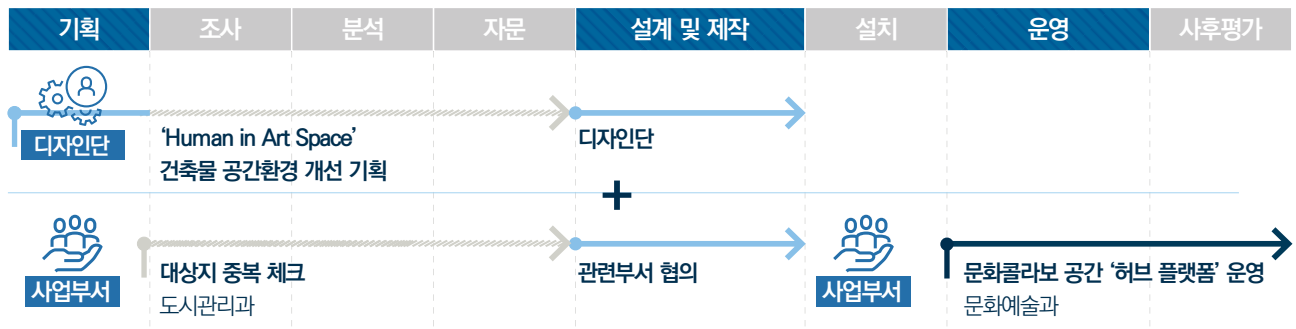 기획
조사
분석
자문
설계 및 제작
설치
운영
사후평가
디자인단
‘Human in Art Space’
건축물 공간환경 개선 기획
디자인단
+
사업부서
대상지 중복 체크
도시관리과
관련부서 협의
사업부서
문화콜라보 공간 ‘허브 플랫폼’ 운영
문화예술과